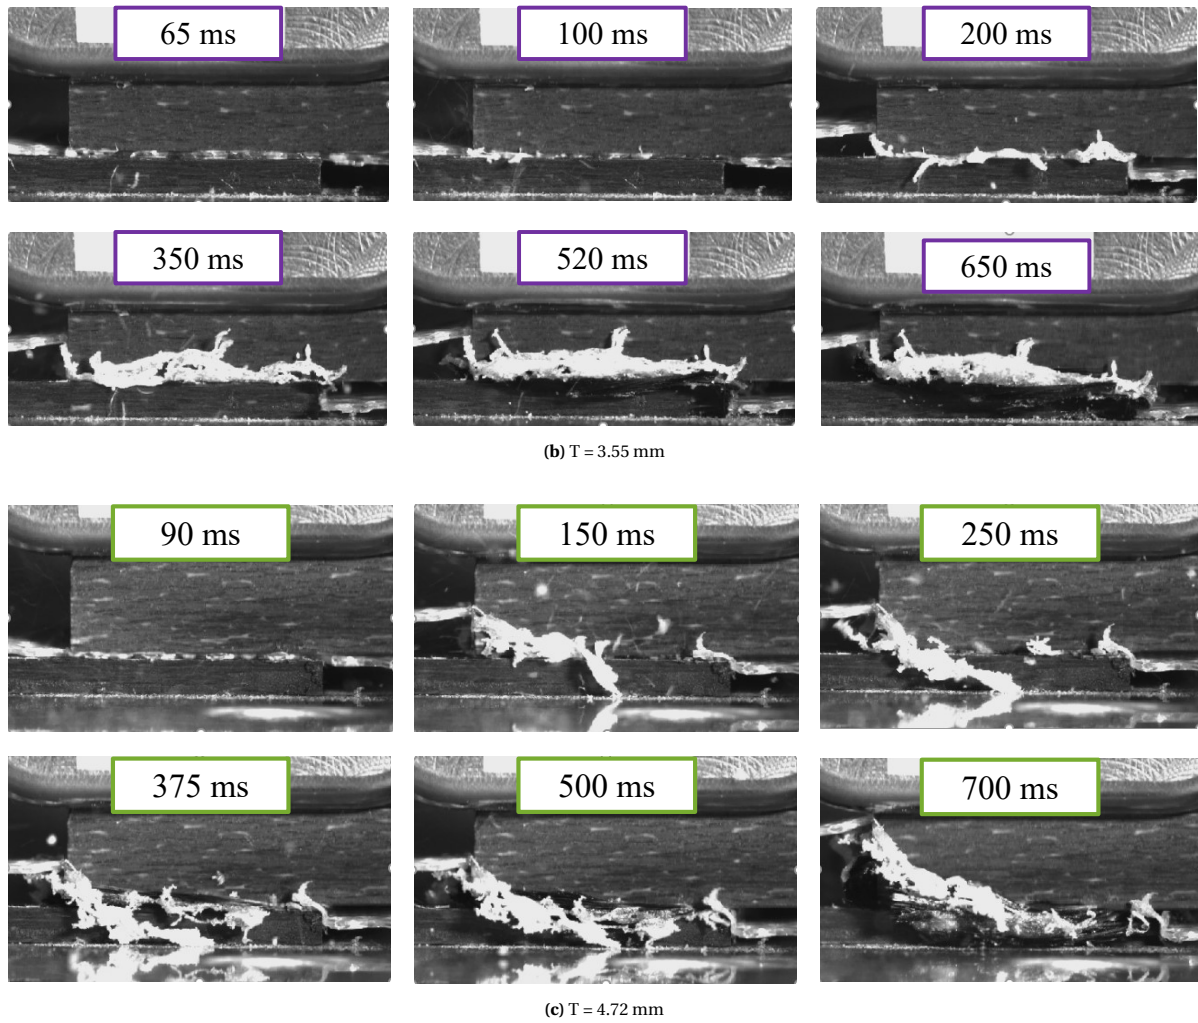 65 ms
100 ms
200 ms
350 ms
520 ms
650 ms
(b) T = 3.55 mm
90 ms
150 ms
250 ms
375 ms
500 ms
700 ms
(c) T = 4.72 mm